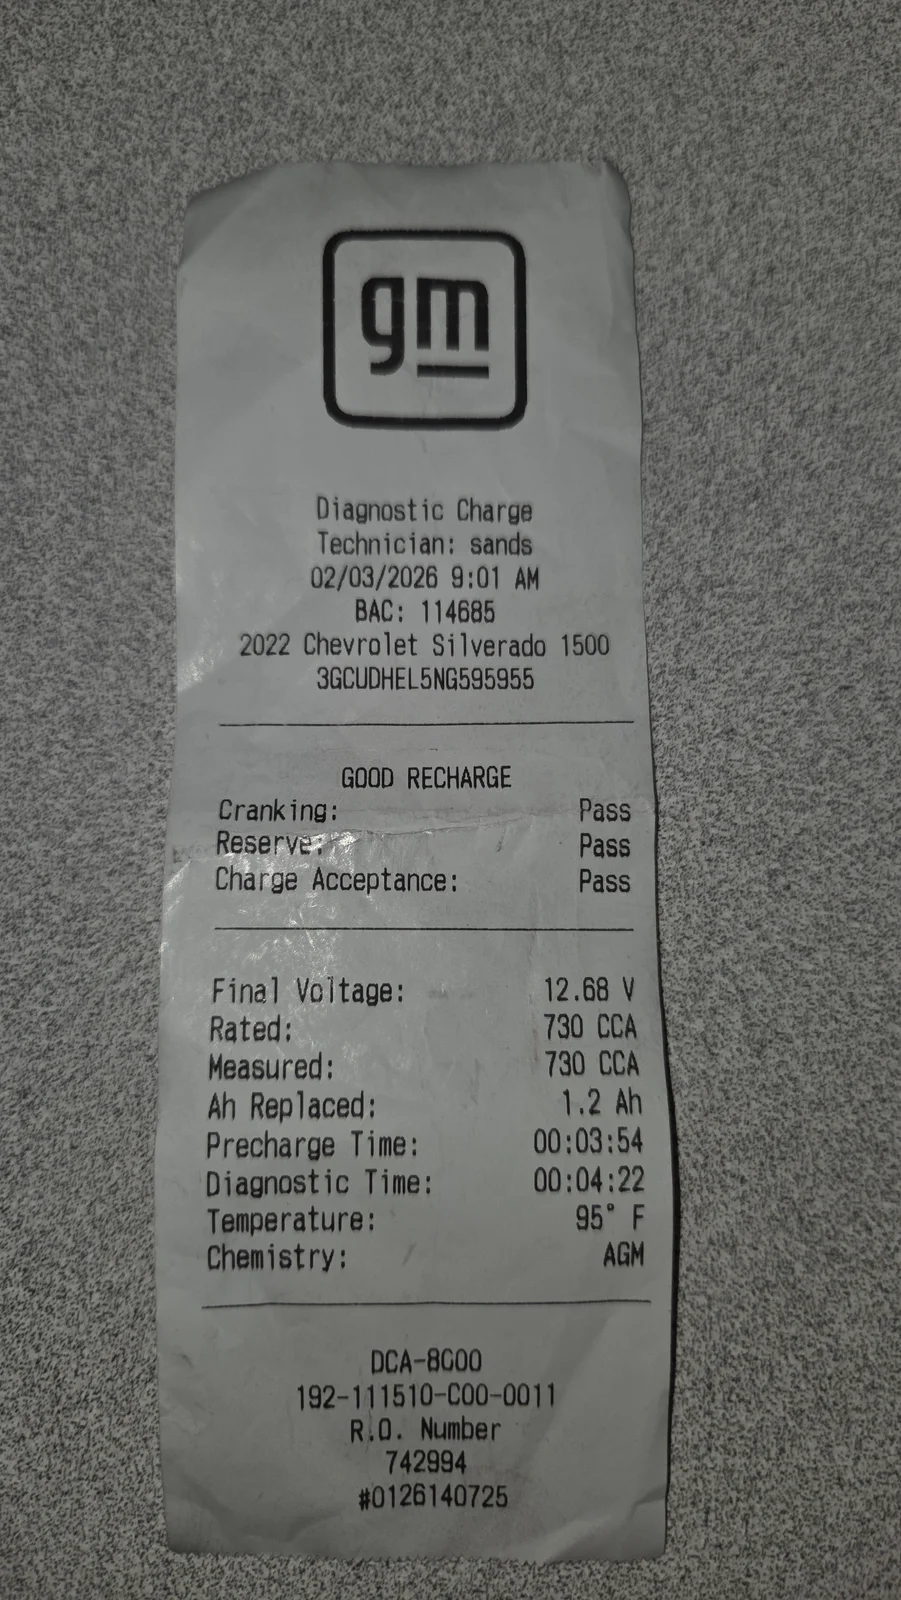 gm
Diagnostic Charge
Technician: sands
02/03/2026 9:01 AM
BAC: 114685
2022 Chevrolet Silverado 1500
3GCUDHEL5NG595955
GOOD RECHARGE
Cranking: Pass
Reserve: Pass
Charge Acceptance: Pass
Final Voltage: 12.68 V
Rated: 730 CCA
Measured: 730 CCA
Ah Replaced: 1.2 Ah
Precharge Time: 00:03:54
Diagnostic Time: 00:04:22
Temperature: 95° F
Chemistry: AGM
DCA-8000
192-111510-C00-0011
R.O. Number
742994
#0126140725